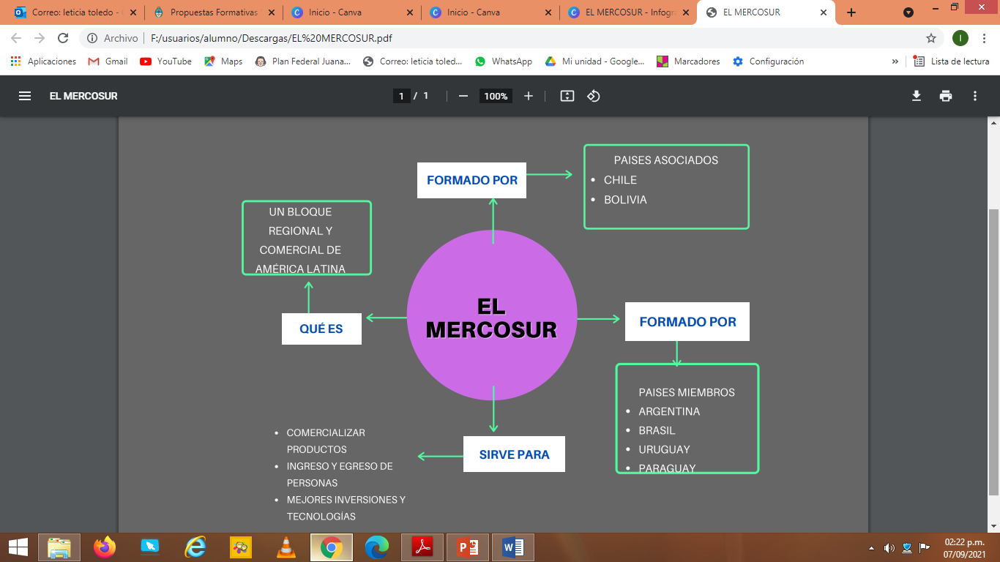 Correo: leticia toledo -
Propuestas Formativas
Inicio - Canva
Inicio - Canva
EL MERCOSUR - Infogra
EL MERCOSUR
Archivo
F:/usuarios/alumno/Descargas/EL%20MERCOSUR.pdf
I
Aplicaciones
Gmail
YouTube
Maps
Plan Federal Juana...
Correo: leticia toled...
WhatsApp
Mi unidad - Google...
Marcadores
Configuración
»
Lista de lectura
EL MERCOSUR
1 / 1
100%
FORMADO POR
PAISES ASOCIADOS
• CHILE
• BOLIVIA
UN BLOQUE
REGIONAL Y
COMERCIAL DE
AMÉRICA LATINA
QUÉ ES
EL
MERCOSUR
FORMADO POR
PAISES MIEMBROS
• ARGENTINA
• BRASIL
• URUGUAY
• PARAGUAY
SIRVE PARA
• COMERCIALIZAR
PRODUCTOS
• INGRESO Y EGRESO DE
PERSONAS
• MEJORES INVERSIONES Y
TECNOLOGÍAS
02:22 p.m.
07/09/2021